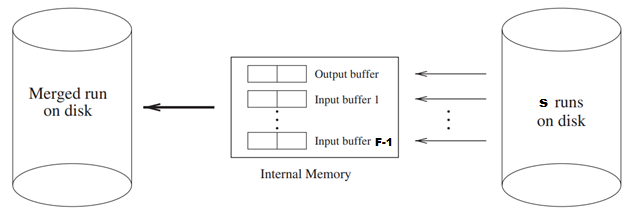 Merged run
on disk
Output buffer
Input buffer 1
Input buffer F-1
Internal Memory
s runs
on disk